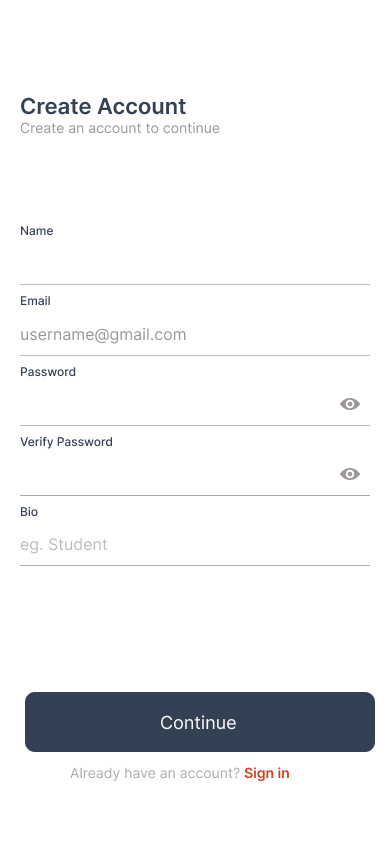 Create Account
Create an account to continue
Name
Email
username@gmail.com
Password
Verify Password
Bio
eg. Student
Continue
Already have an account? Sign in